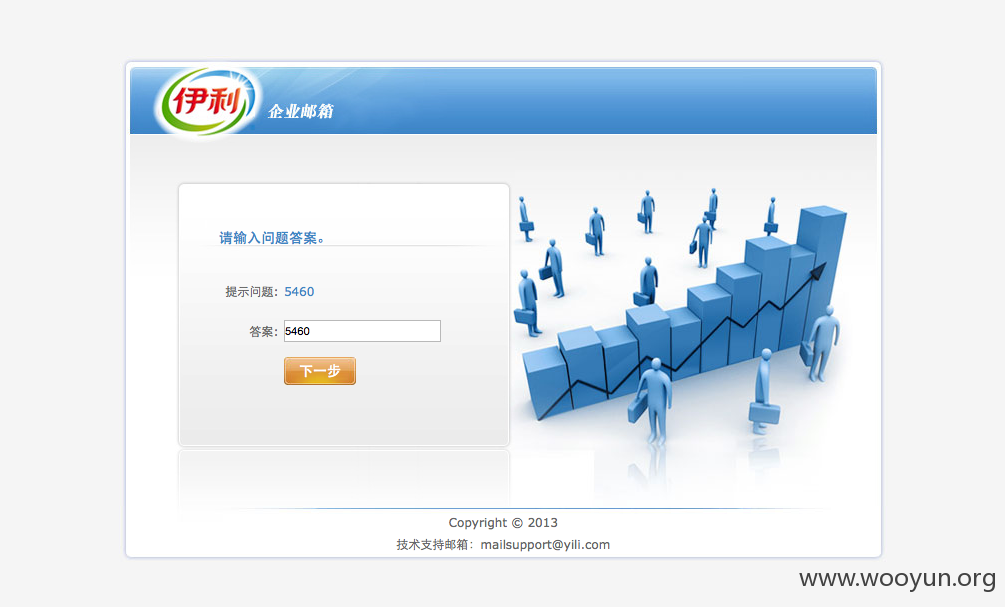 伊利
企业邮箱
请输入问题答案。
提示问题: 5460
答案: 5460
下一步
Copyright © 2013
技术支持邮箱: mailsupport@yili.com
www.wooyun.org